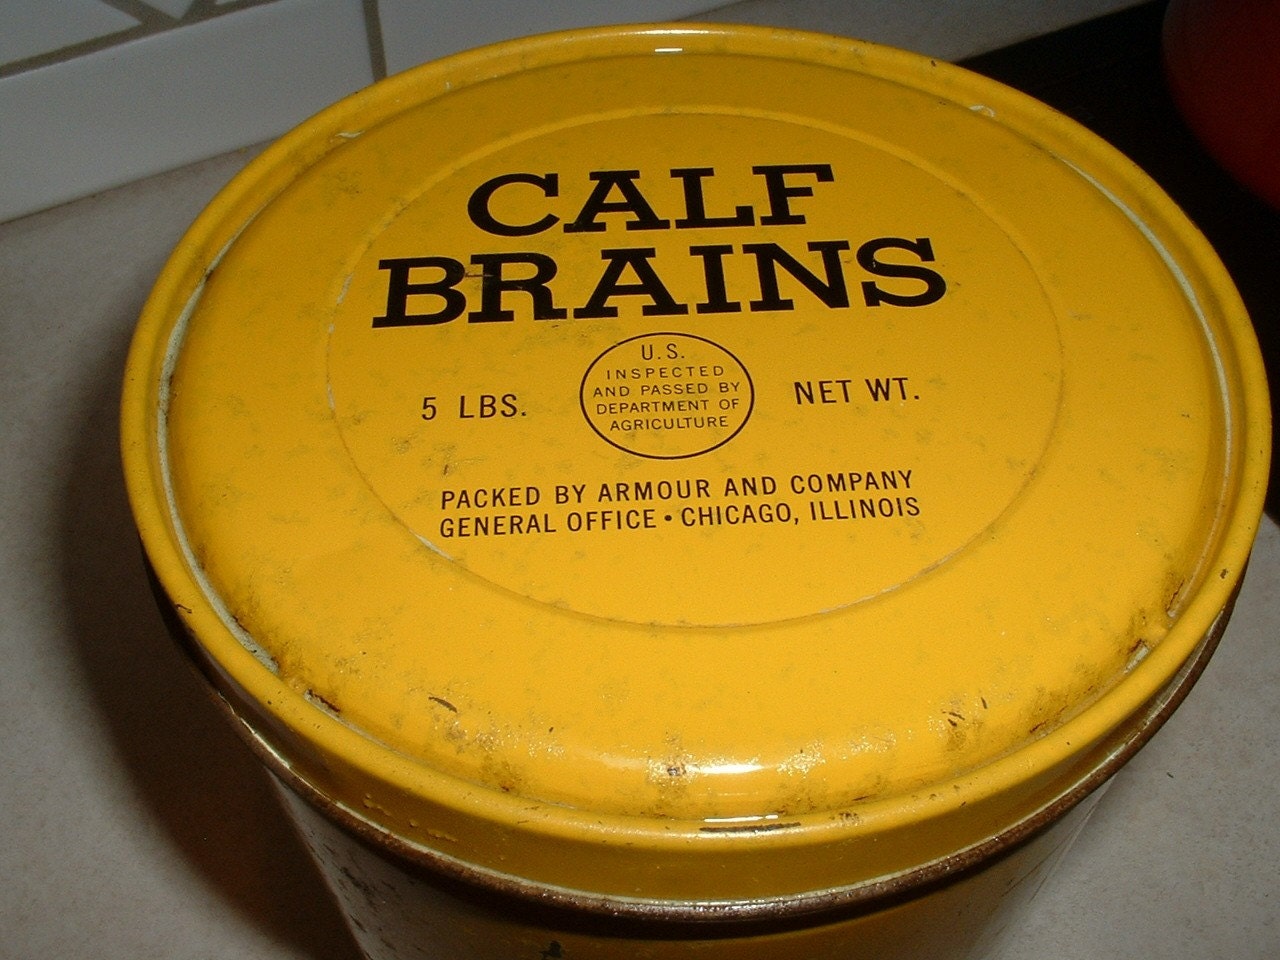 CALF
BRAINS
5 LBS.
U.S.
INSPECTED
AND PASSED BY
DEPARTMENT OF
AGRICULTURE
NET WT.
PACKED BY ARMOUR AND COMPANY
GENERAL OFFICE • CHICAGO, ILLINOIS